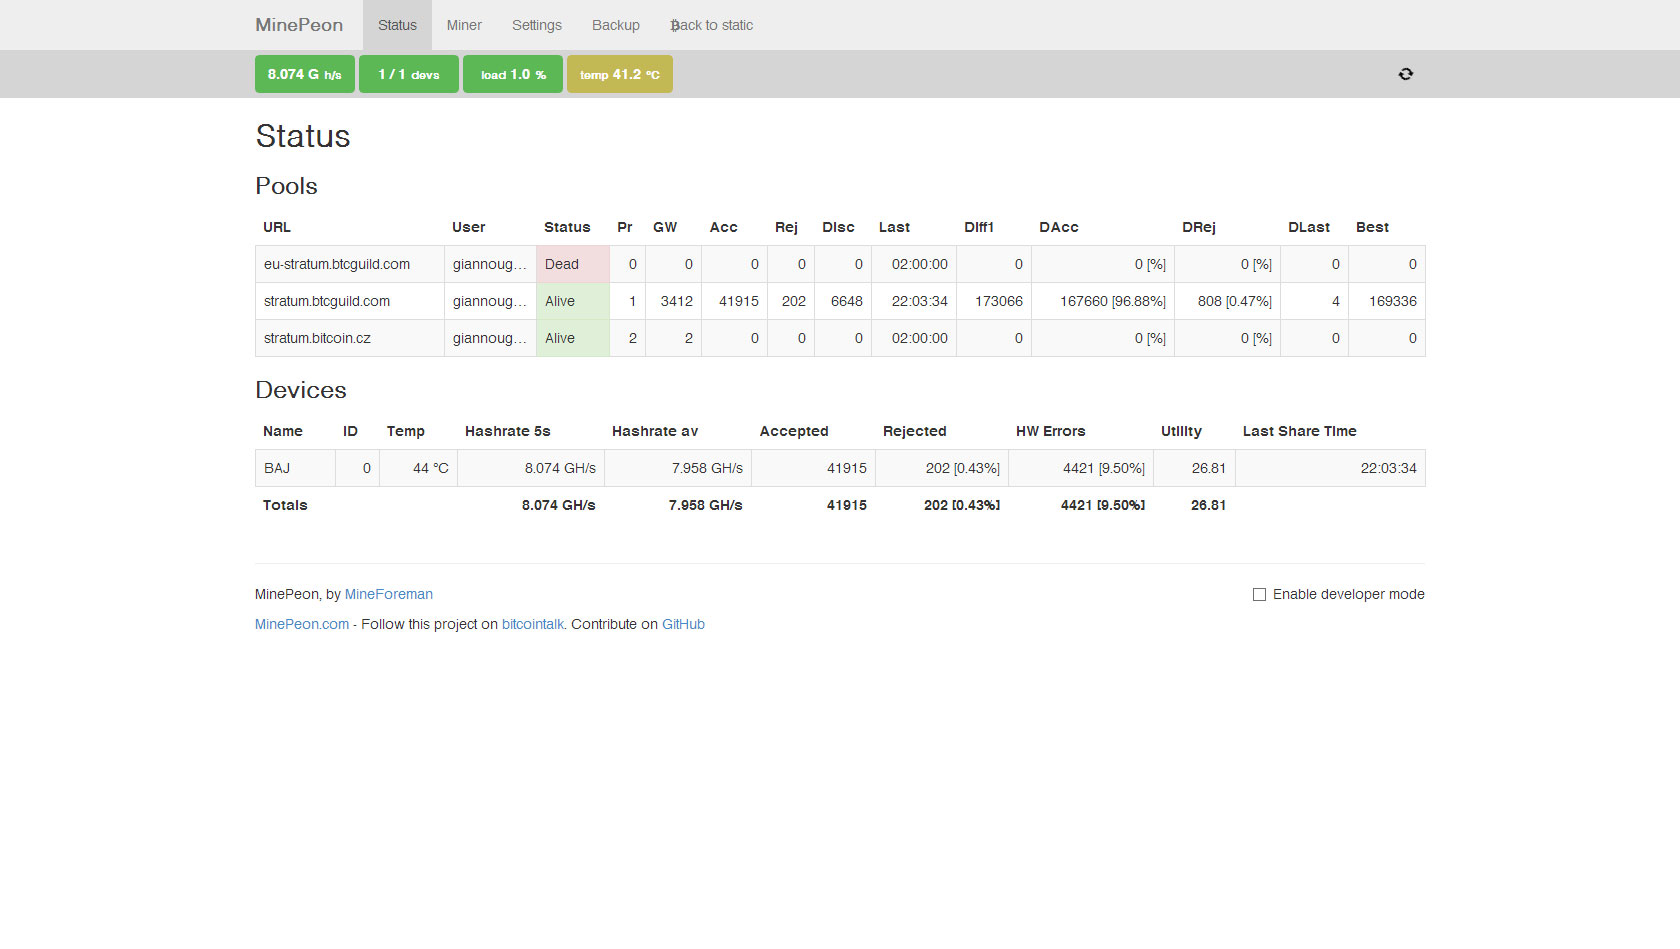 MinePeon Status Miner Settings Backup Back to static
8.074 G h/s 1 / 1 devs load 1.0 % temp 41.2 °C
Status
Pools
URL User Status Pr GW Acc Rej Disc Last Diff1 DAcc DRej DLast Best
eu-stratum.btcguild.com giannoug… Dead 0 0 0 0 0 02:00:00 0 0 [%] 0 [%] 0 0
stratum.btcguild.com giannoug… Alive 1 3412 41915 202 6648 22:03:34 173066 167660 [96.88%] 808 [0.47%] 4 169336
stratum.bitcoin.cz giannoug… Alive 2 2 0 0 0 02:00:00 0 0 [%] 0 [%] 0 0
Devices
Name ID Temp Hashrate 5s Hashrate av Accepted Rejected HW Errors Utility Last Share Time
BAJ 0 44 °C 8.074 GH/s 7.958 GH/s 41915 202 [0.43%] 4421 [9.50%] 26.81 22:03:34
Totals 8.074 GH/s 7.958 GH/s 41915 202 [0.43%] 4421 [9.50%] 26.81
MinePeon, by MineForeman Enable developer mode
MinePeon.com - Follow this project on bitcointalk. Contribute on GitHub